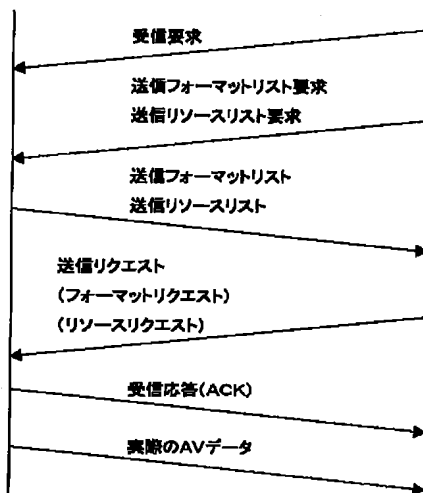 受信要求
送信フォーマットリスト要求
送信リソースリスト要求
送信フォーマットリスト
送信リソースリスト
送信リクエスト
(フォーマットリクエスト)
(リソースリクエスト)
受信応答(ACK)
実際のAVデータ